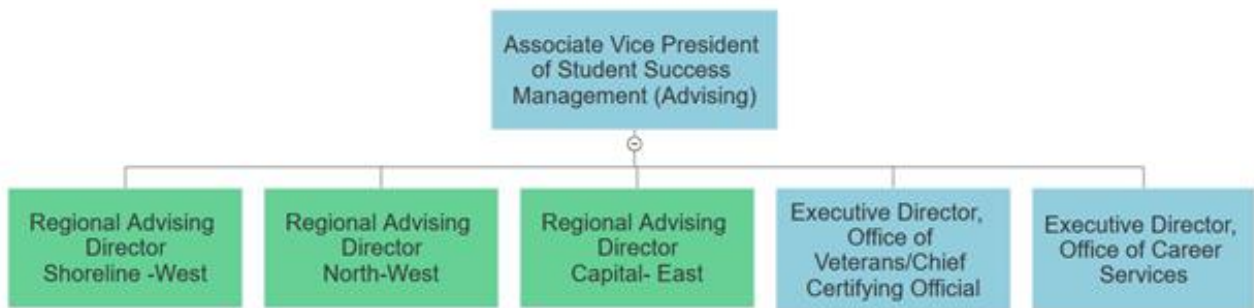 Associate Vice President
of Student Success
Management (Advising)
Regional Advising
Director
Shoreline -West
Regional Advising
Director
North-West
Regional Advising
Director
Capital- East
Executive Director,
Office of
Veterans/Chief
Certifying Official
Executive Director,
Office of Career
Services